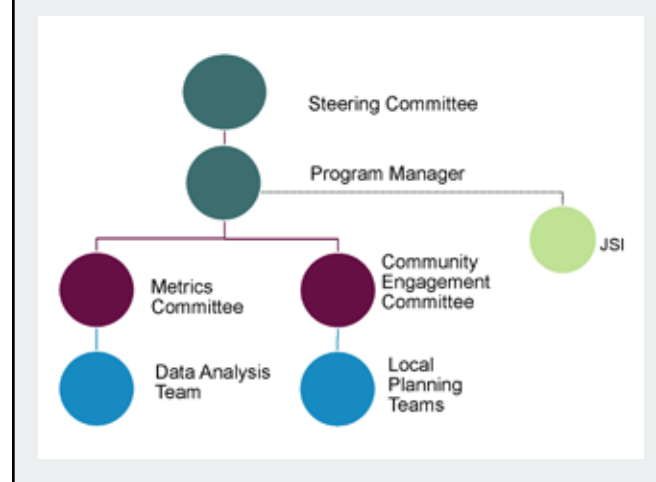 Steering Committee
Program Manager
JSI
Metrics
Committee
Community
Engagement
Committee
Data Analysis
Team
Local
Planning
Teams